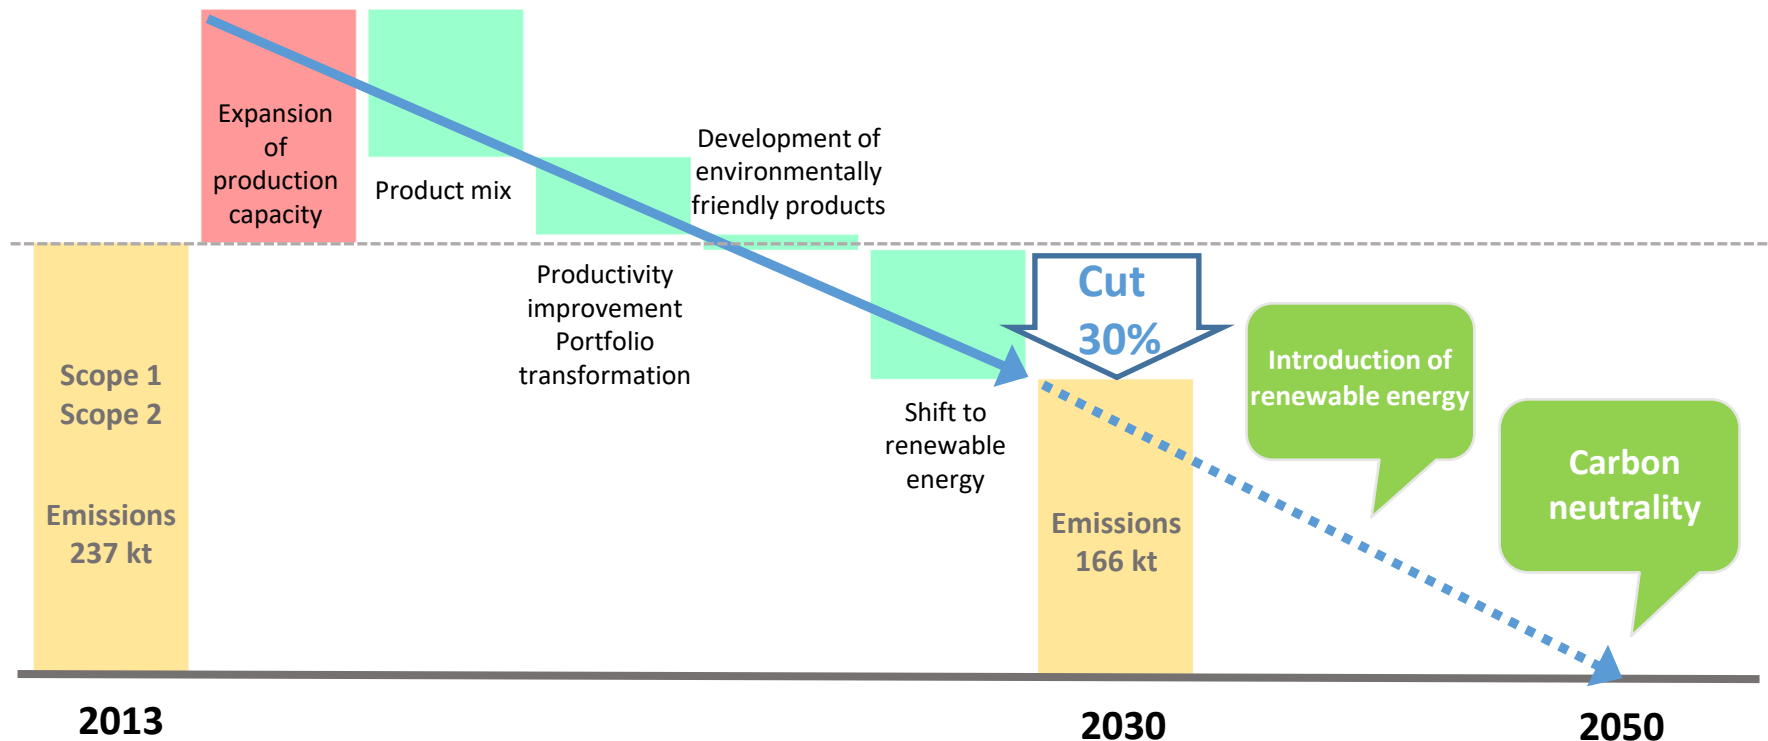 Expansion
of
production
capacity
Product mix
Development of
environmentally
friendly products
Productivity
improvement
Portfolio
transformation
Cut
30%
Scope 1
Scope 2
Emissions
237 kt
Shift to
renewable
energy
Emissions
166 kt
Introduction of
renewable energy
Carbon
neutrality
2013
2030
2050